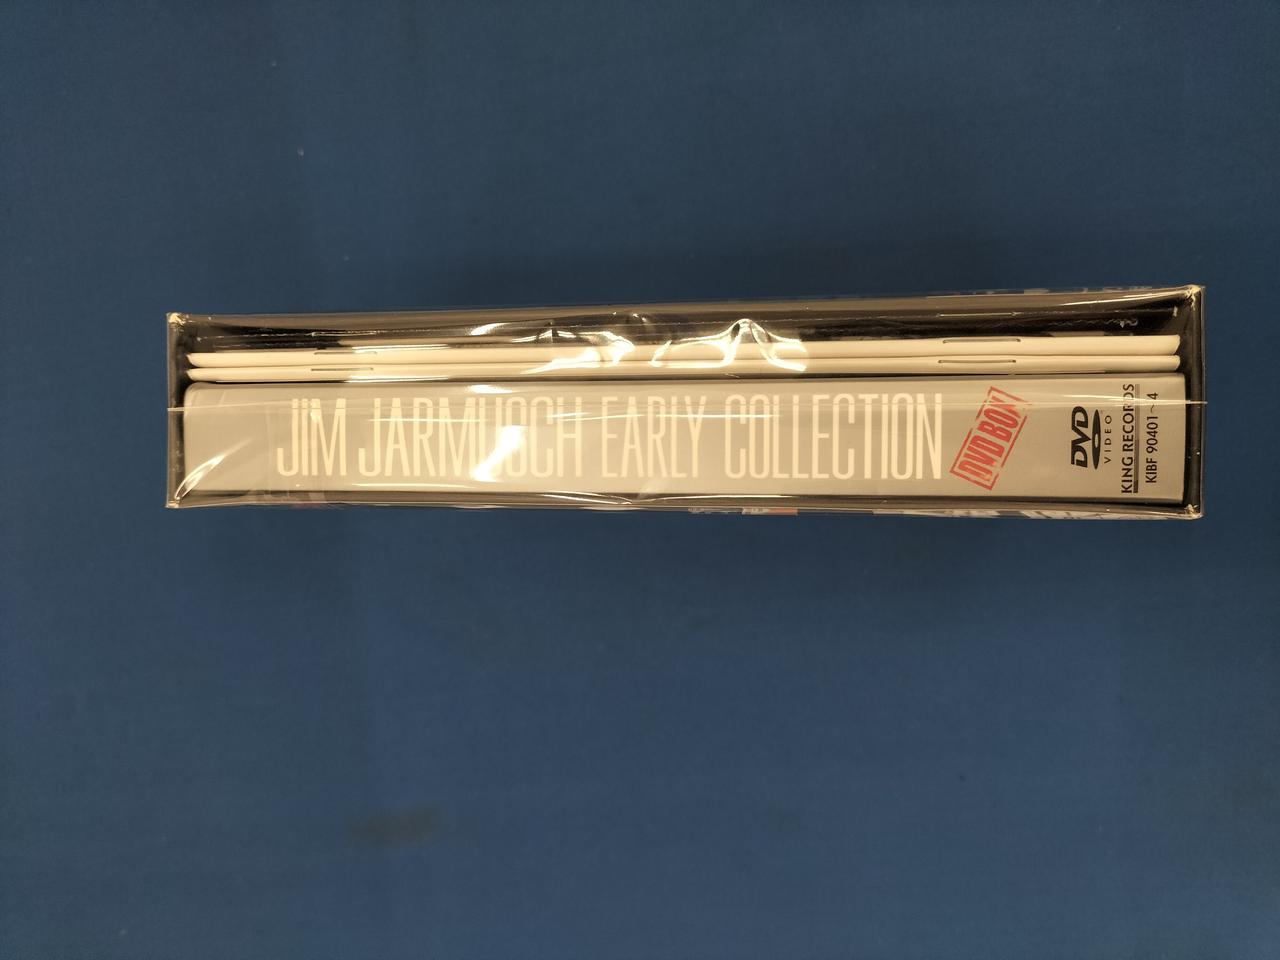 JIM JARMUSCH EARLY COLLECTION
DVD BOX
DVD
VIDEO
KING RECORDS
KIBF 90401~4